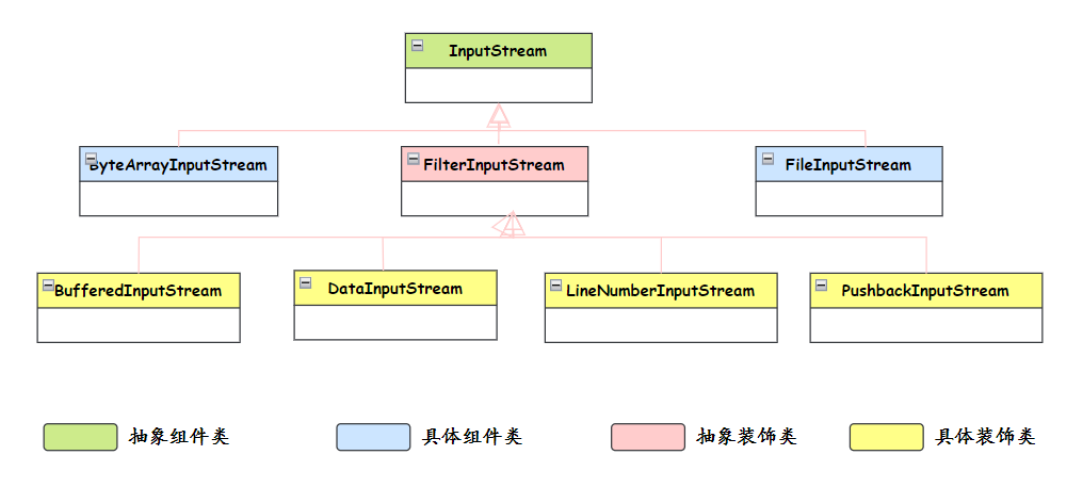 InputStream
ByteArrayInputStream
FilterInputStream
FileInputStream
BufferedInputStream
DataInputStream
LineNumberInputStream
PushbackInputStream
抽象组件类
具体组件类
抽象装饰类
具体装饰类